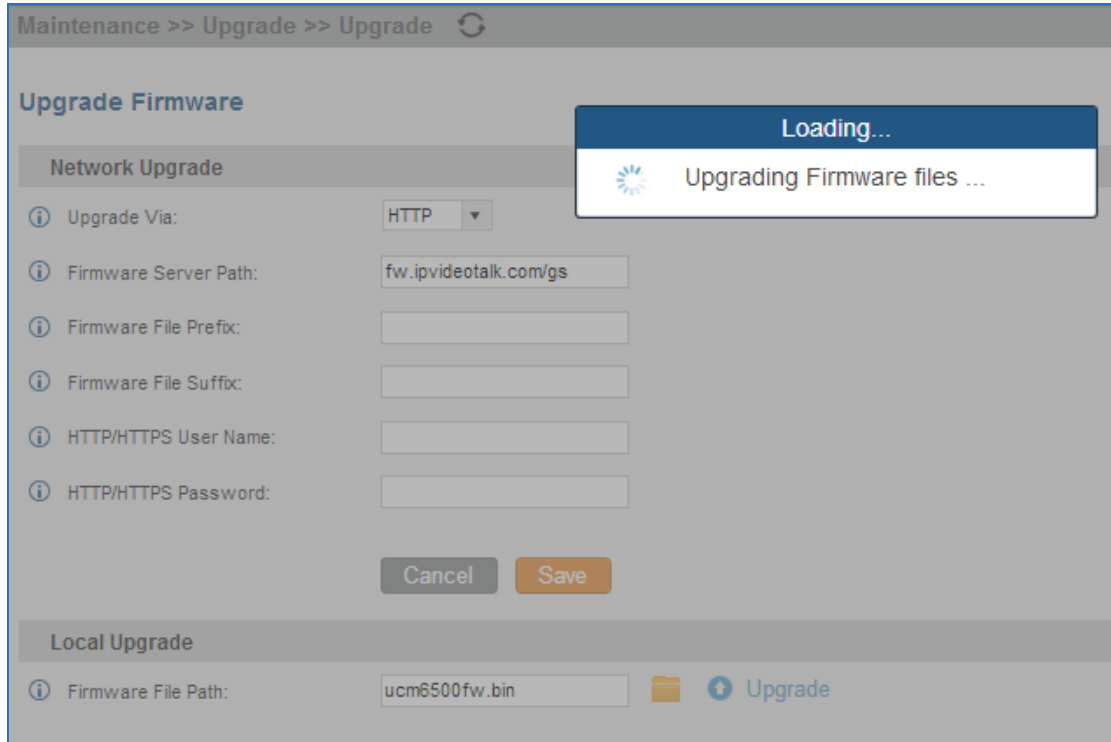 Maintenance >> Upgrade >> Upgrade
Upgrade Firmware
Loading...
Upgrading Firmware files ...
Network Upgrade
Upgrade Via: HTTP
Firmware Server Path: fw.ipvideotalk.com/gs
Firmware File Prefix:
Firmware File Suffix:
HTTP/HTTPS User Name:
HTTP/HTTPS Password:
Cancel Save
Local Upgrade
Firmware File Path: ucm6500fw.bin Upgrade